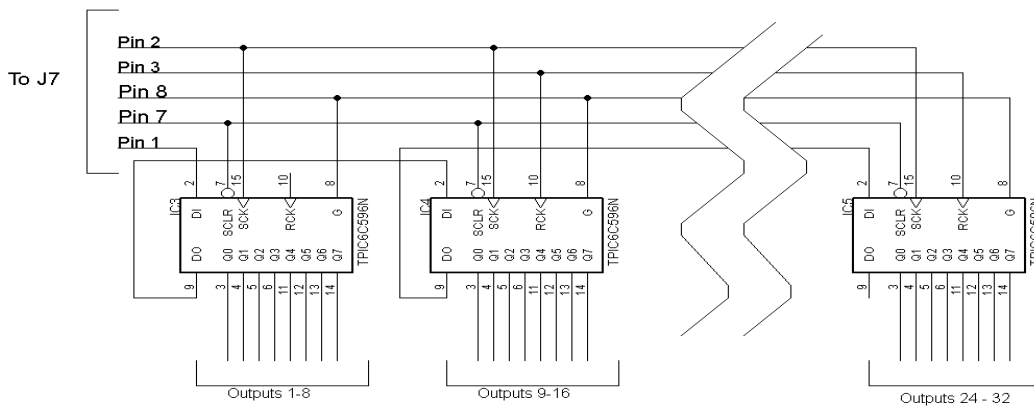 To J7
Pin 2
Pin 3
Pin 8
Pin 7
Pin 1
2 7 15 10 8
IC3 DI SCLR SCK RCK G TPIC6C596N
DO Q0 Q1 Q2 Q3 Q4 Q5 Q6 Q7
9 3 4 5 6 11 12 13 14
Outputs 1-8
2 7 15 10 8
IC4 DI SCLR SCK RCK G TPIC6C596N
DO Q0 Q1 Q2 Q3 Q4 Q5 Q6 Q7
9 3 4 5 6 11 12 13 14
Outputs 9-16
2 7 15 10 8
IC5 DI SCLR SCK RCK G TPIC6C596N
DO Q0 Q1 Q2 Q3 Q4 Q5 Q6 Q7
9 3 4 5 6 11 12 13 14
Outputs 24 - 32